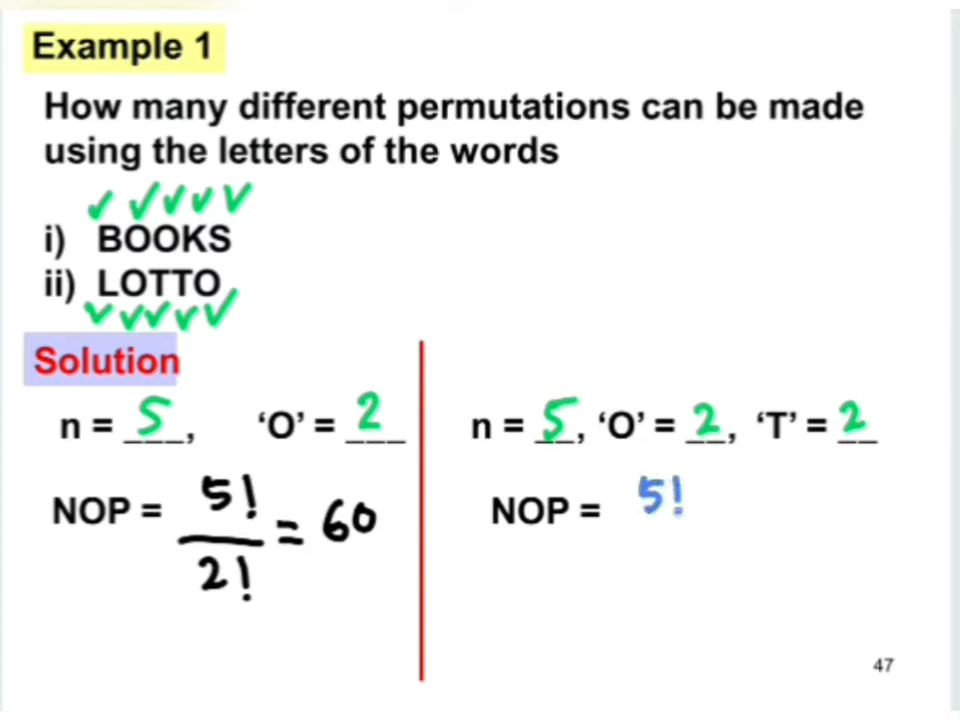 Example 1
How many different permutations can be made
using the letters of the words
i) BOOKS
ii) LOTTO
Solution
n = 5, ‘O’ = 2
NOP = 5!/2! = 60
n = 5, ‘O’ = 2, ‘T’ = 2
NOP = 5!
47